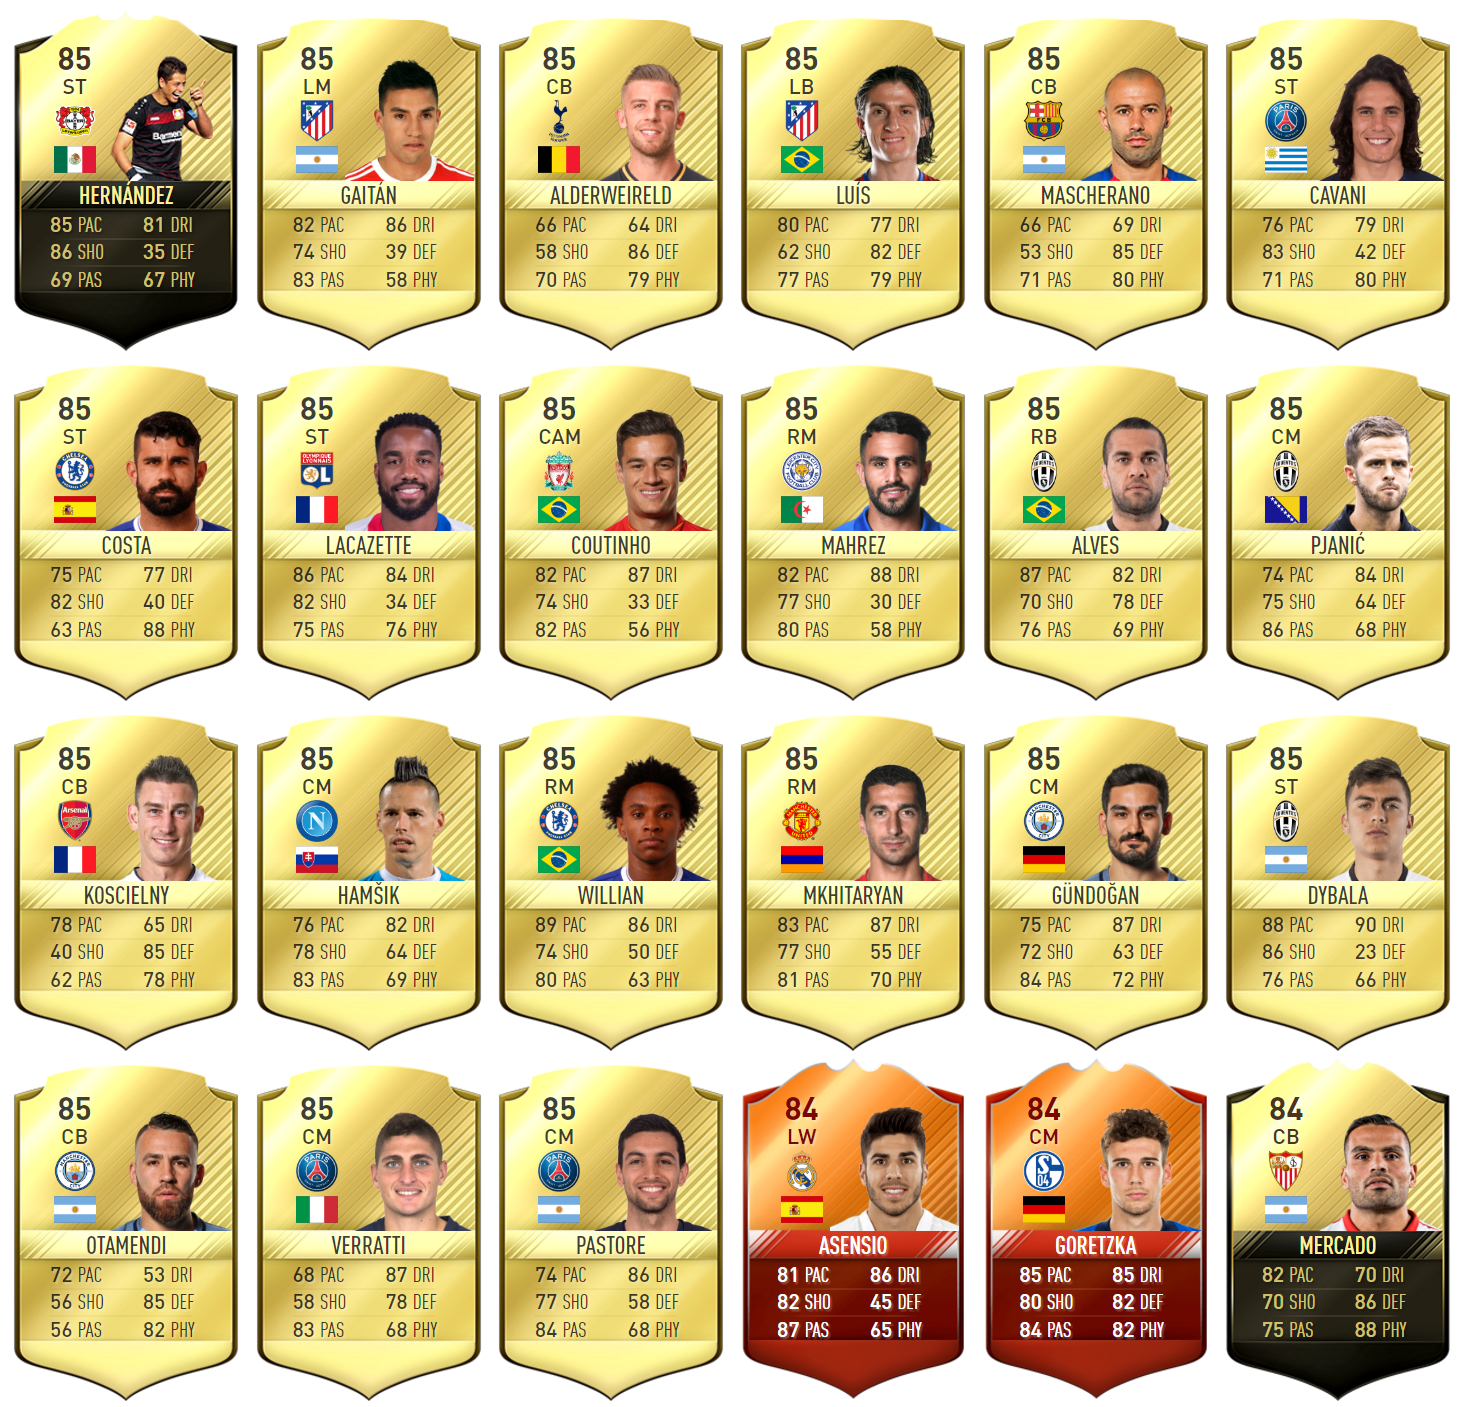 85 85 85 85 85 85
ST LM CB LB CB ST
HERNÁNDEZ GAITÁN ALDERWEIRELD LUÍS MASCHERANO CAVANI
85 PAC 81 DRI 82 PAC 86 DRI 66 PAC 64 DRI 80 PAC 77 DRI 66 PAC 69 DRI 76 PAC 79 DRI
86 SHO 35 DEF 74 SHO 39 DEF 58 SHO 86 DEF 62 SHO 82 DEF 53 SHO 85 DEF 83 SHO 42 DEF
69 PAS 67 PHY 83 PAS 58 PHY 70 PAS 79 PHY 77 PAS 79 PHY 71 PAS 80 PHY 71 PAS 80 PHY
85 85 85 85 85 85
ST ST CAM RM RB CM
COSTA LACAZETTE COUTINHO MAHREZ ALVES PJANIĆ
75 PAC 77 DRI 86 PAC 84 DRI 82 PAC 87 DRI 82 PAC 88 DRI 87 PAC 82 DRI 74 PAC 84 DRI
82 SHO 40 DEF 82 SHO 34 DEF 74 SHO 33 DEF 77 SHO 30 DEF 70 SHO 78 DEF 75 SHO 64 DEF
63 PAS 88 PHY 75 PAS 76 PHY 82 PAS 56 PHY 80 PAS 58 PHY 76 PAS 69 PHY 86 PAS 68 PHY
85 85 85 85 85 85
CB CM RM RM CM ST
Arsenal N
KOSCIELNY HAMŠIK WILLIAN MKHITARYAN GÜNDOĞAN DYBALA
78 PAC 65 DRI 76 PAC 82 DRI 89 PAC 86 DRI 83 PAC 87 DRI 75 PAC 87 DRI 88 PAC 90 DRI
40 SHO 85 DEF 78 SHO 64 DEF 74 SHO 50 DEF 77 SHO 55 DEF 72 SHO 63 DEF 86 SHO 23 DEF
62 PAS 78 PHY 83 PAS 69 PHY 80 PAS 63 PHY 81 PAS 70 PHY 84 PAS 72 PHY 76 PAS 66 PHY
85 85 85 84 84 84
CB CM CM LW CM CB
OTAMENDI VERRATTI PASTORE ASENSIO GORETZKA MERCADO
72 PAC 53 DRI 68 PAC 87 DRI 74 PAC 86 DRI 81 PAC 86 DRI 85 PAC 85 DRI 82 PAC 70 DRI
56 SHO 85 DEF 58 SHO 78 DEF 77 SHO 58 DEF 82 SHO 45 DEF 80 SHO 82 DEF 70 SHO 86 DEF
56 PAS 82 PHY 83 PAS 68 PHY 84 PAS 68 PHY 87 PAS 65 PHY 84 PAS 82 PHY 75 PAS 88 PHY